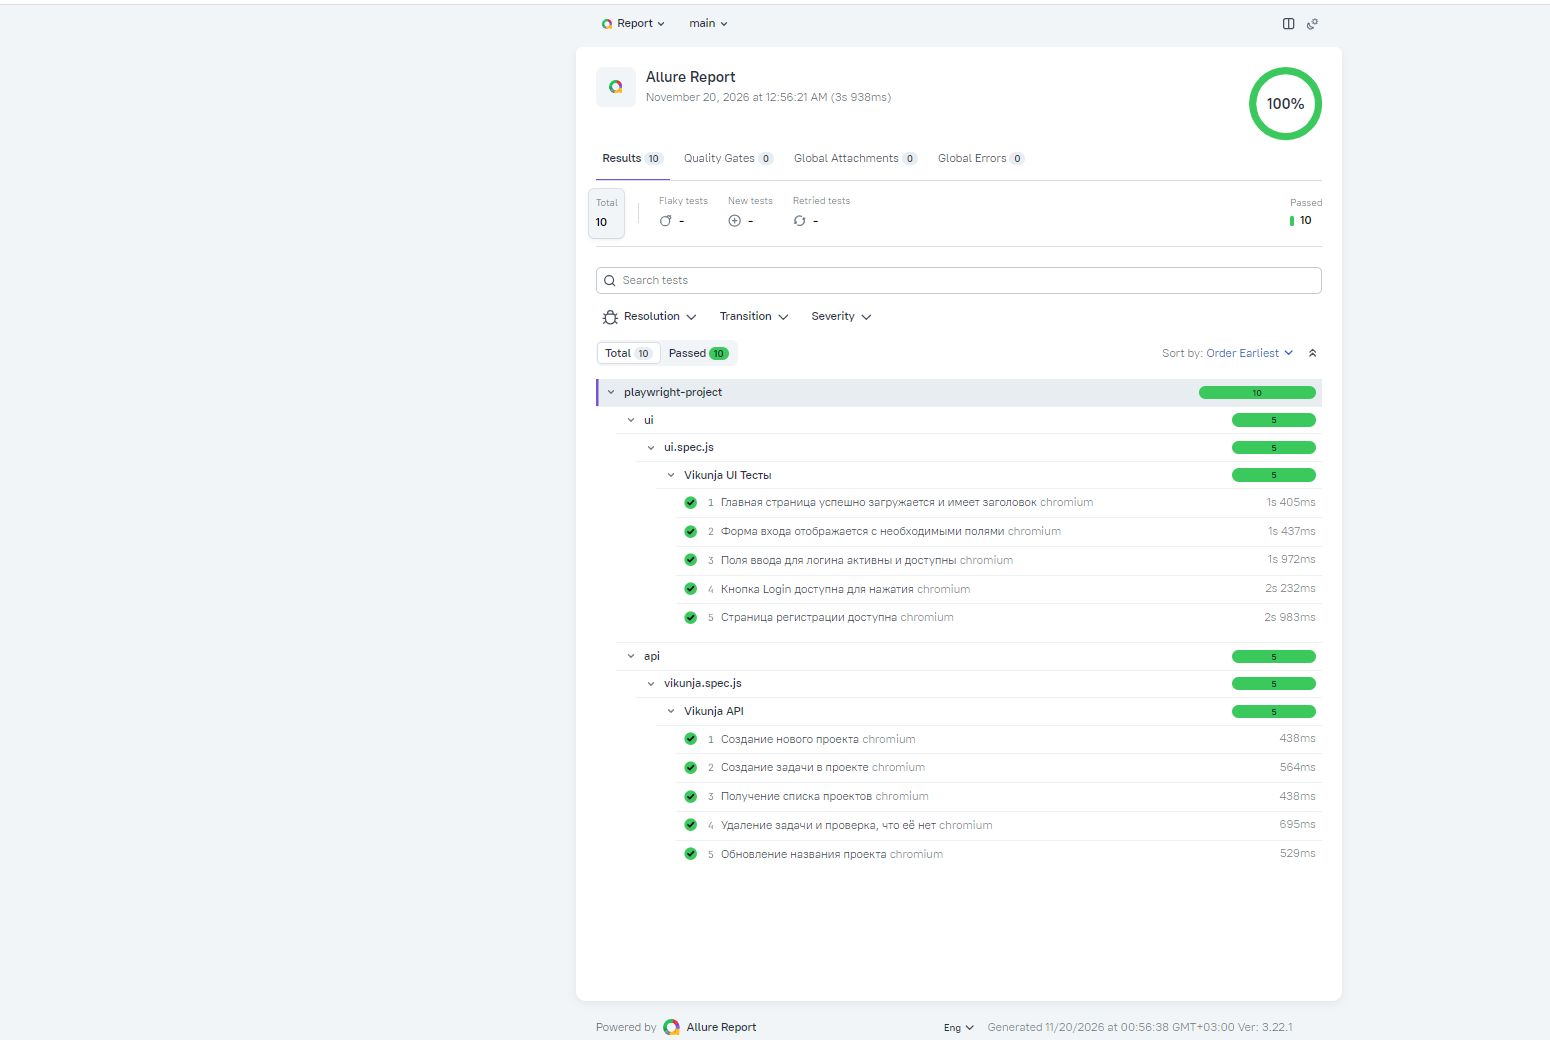 Report main
Allure Report
November 20, 2026 at 12:56:21 AM (3s 938ms)
100%
Results 10 Quality Gates 0 Global Attachments 0 Global Errors 0
Total Flaky tests New tests Retried tests Passed
10 - - - 10
Search tests
Resolution Transition Severity
Total 10 Passed 10 Sort by: Order Earliest
playwright-project 10
ui 5
ui.spec.js 5
Vikunja UI Тесты 5
1 Главная страница успешно загружается и имеет заголовок chromium 1s 405ms
2 Форма входа отображается с необходимыми полями chromium 1s 437ms
3 Поля ввода для логина активны и доступны chromium 1s 972ms
4 Кнопка Login доступна для нажатия chromium 2s 232ms
5 Страница регистрации доступна chromium 2s 983ms
api 5
vikunja.spec.js 5
Vikunja API 5
1 Создание нового проекта chromium 438ms
2 Создание задачи в проекте chromium 564ms
3 Получение списка проектов chromium 438ms
4 Удаление задачи и проверка, что её нет chromium 695ms
5 Обновление названия проекта chromium 529ms
Powered by Allure Report Eng Generated 11/20/2026 at 00:56:38 GMT+03:00 Ver: 3.22.1